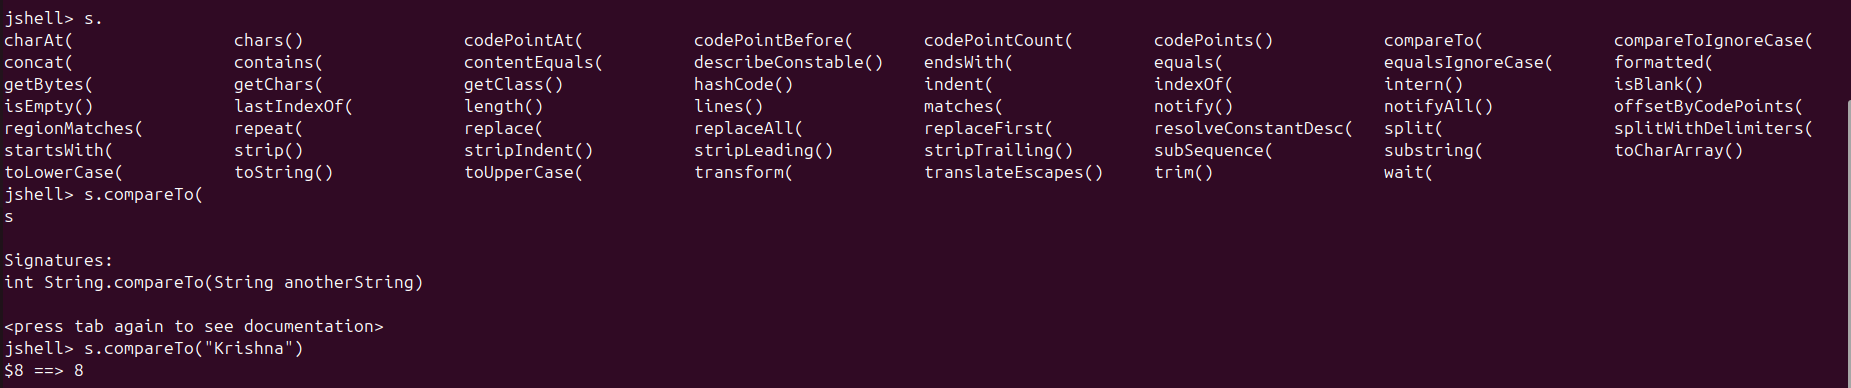 jshell> s.
charAt( chars() codePointAt( codePointBefore( codePointCount( codePoints() compareTo( compareToIgnoreCase(
concat( contains( contentEquals( describeConstable() endsWith( equals( equalsIgnoreCase( formatted(
getBytes( getChars( getClass() hashCode() indent( indexOf( intern() isBlank()
isEmpty() lastIndexOf( length() lines() matches( notify() notifyAll() offsetByCodePoints(
regionMatches( repeat( replace( replaceAll( replaceFirst( resolveConstantDesc( split( splitWithDelimiters(
startsWith( strip() stripIndent() stripLeading() stripTrailing() subSequence( substring( toCharArray()
toLowerCase( toString() toUpperCase( transform( translateEscapes() trim() wait(
jshell> s.compareTo(
s
Signatures:
int String.compareTo(String anotherString)
<press tab again to see documentation>
jshell> s.compareTo("Krishna")
$8 ==> 8